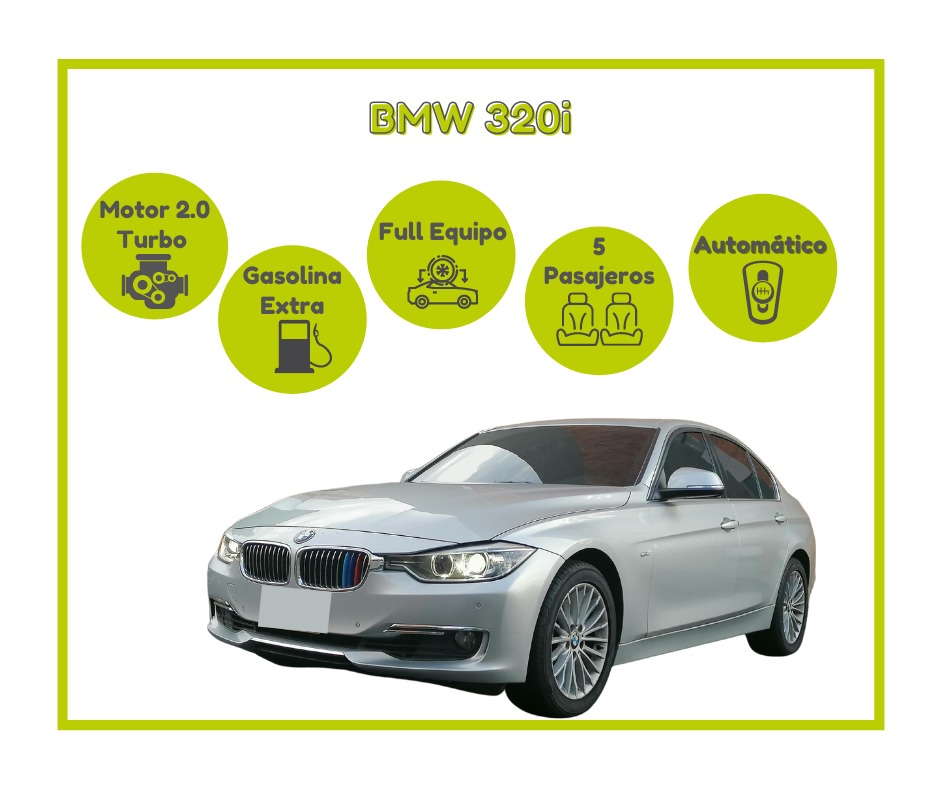 BMW 320i
Motor 2.0
Turbo
Gasolina
Extra
Full Equipo
5
Pasajeros
Automático